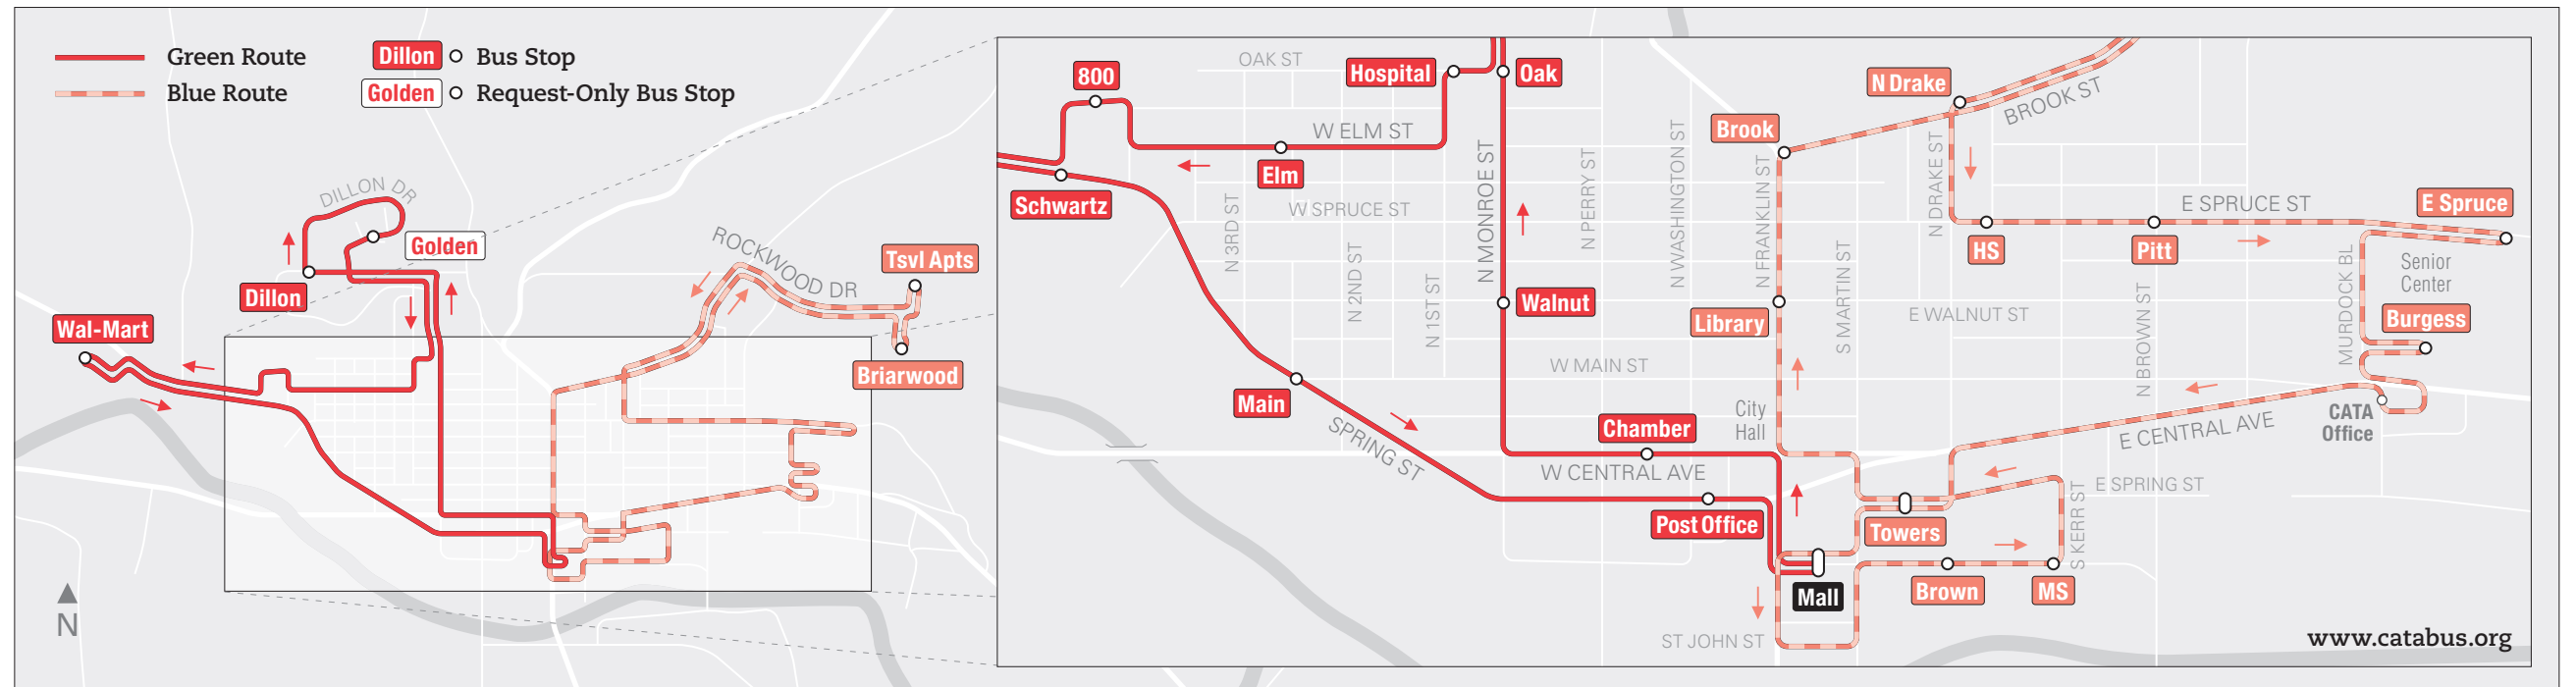 Green Route
Blue Route
Dillon
Bus Stop
Golden
Request-Only Bus Stop
DILLON DR
Golden
Dillon
Wal-Mart
ROCKWOOD DR
Tsvl Apts
Briarwood
N
OAK ST
800
Hospital
Oak
W ELM ST
Elm
Schwartz
W SPRUCE ST
N 3RD ST
N 2ND ST
N 1ST ST
N MONROE ST
N PERRY ST
N WASHINGTON ST
N FRANKLIN ST
S MARTIN ST
N DRAKE ST
N BROWN ST
MURDOCK BL
N Drake
BROOK ST
Brook
E SPRUCE ST
E Spruce
HS
Pitt
Senior
Center
Walnut
Library
E WALNUT ST
Burgess
W MAIN ST
Main
City
Hall
Chamber
W CENTRAL AVE
SPRING ST
E CENTRAL AVE
CATA
Office
E SPRING ST
S KERR ST
Post Office
Towers
Mall
Brown
MS
ST JOHN ST
www.catabus.org